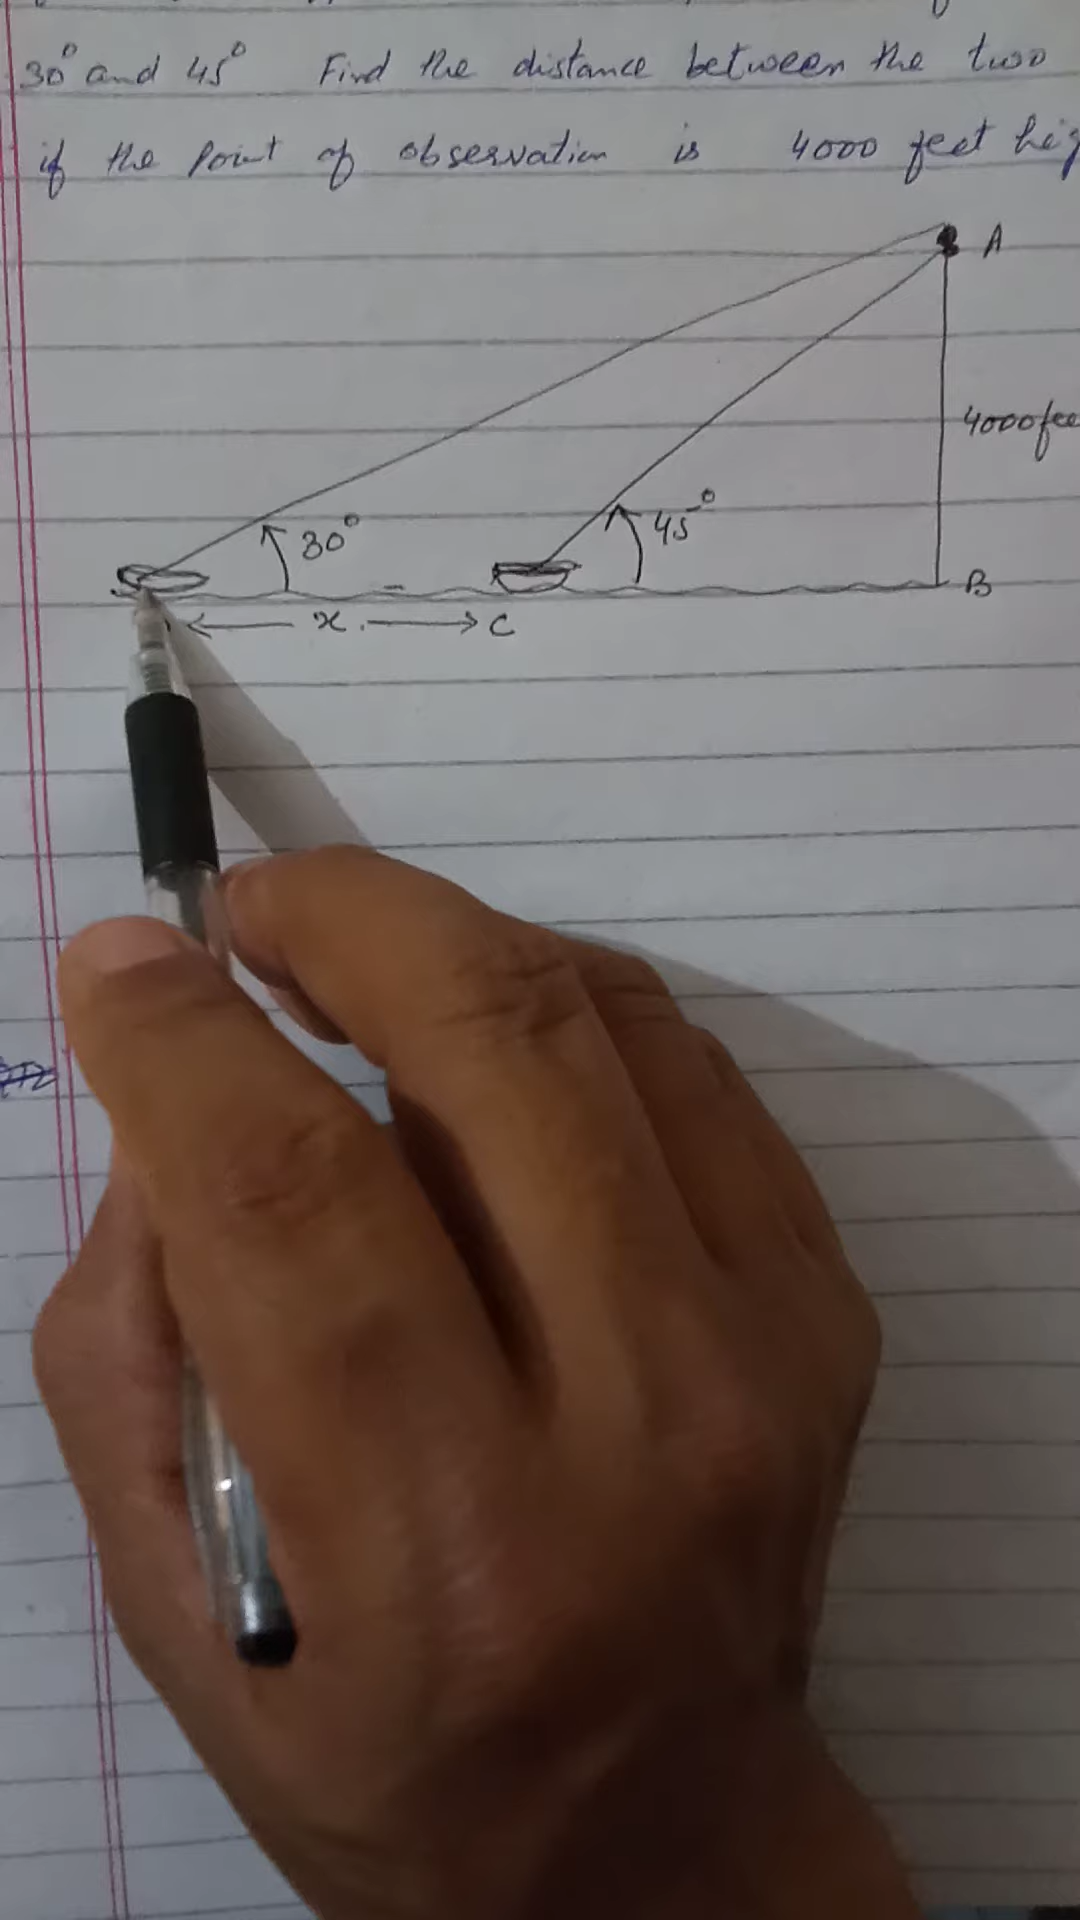 30° and 45° Find the distance between the two
if the point of observation is 4000 feet
A
4000
30°
45°
B
x
C